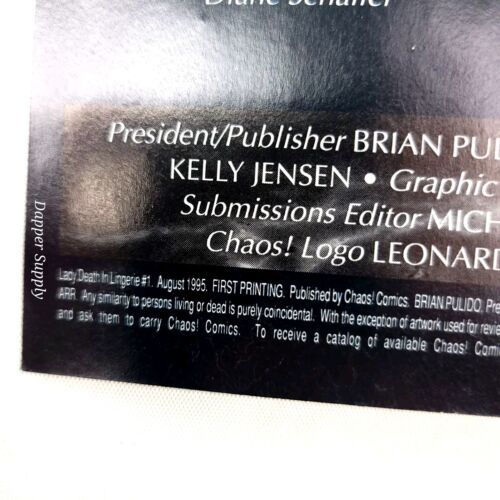 Diane Schaffer
President/Publisher BRIAN PULI
KELLY JENSEN • Graphic
Submissions Editor MICH
Chaos! Logo LEONARD
Dapper Supply
Lady Death In Lingerie #1. August 1995. FIRST PRINTING. Published by Chaos! Comics. BRIAN PULIDO. Pre
ARR. Any similarity to persons living or dead is purely coincidental. With the exception of artwork used for revie
and ask them to carry Chaos! Comics. To receive a catalog of available Chaos! Comi